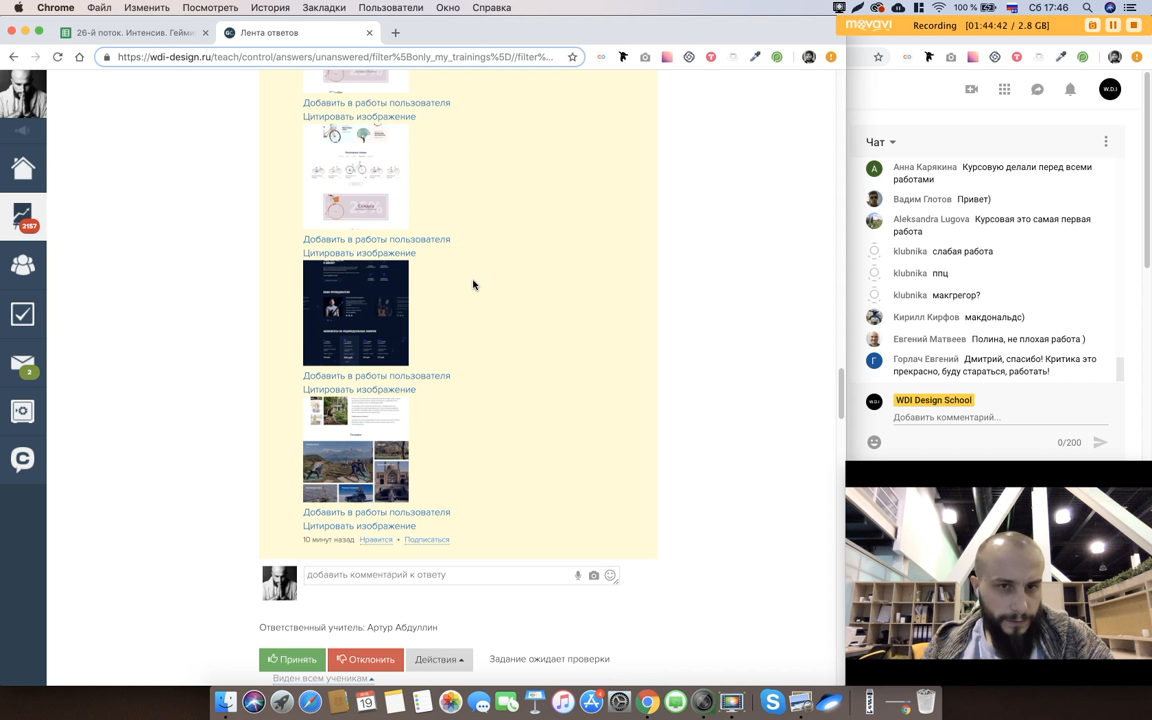 Chrome Файл Изменить Посмотреть История Закладки Пользователи Окно Справка
100 % Сб 17:46
26-й поток. Интенсив. Гейми
Лента ответов
movavi Recording [01:44:42 / 2.8 GB]
https://wdi-design.ru/teach/control/answers/unanswered/filter%5Bonly_my_trainings%5D//filter%...
W.D.I
Чат
2157
2
Добавить в работы пользователя
Цитировать изображение
Добавить в работы пользователя
Цитировать изображение
Добавить в работы пользователя
Цитировать изображение
Добавить в работы пользователя
Цитировать изображение
10 минут назад Нравится • Подписаться
добавить комментарий к ответу
Ответственный учитель: Артур Абдуллин
Принять Отклонить Действия Задание ожидает проверки
Виден всем ученикам
А Анна Карякина Курсовую делали перед всеми
работами
Вадим Глотов Привет)
Aleksandra Lugova Курсовая это самая первая
работа
klubnika слабая работа
klubnika ппц
klubnika макгрегор?
Кирилл Кирфов макдональдс)
Евгений Матвеев Полина, не плохая работа )
Г Горлач Евгений Дмитрий, спасибо! Критика это
прекрасно, буду стараться, работать!
W.D.I WDI Design School
Добавить комментарий...
0/200
19